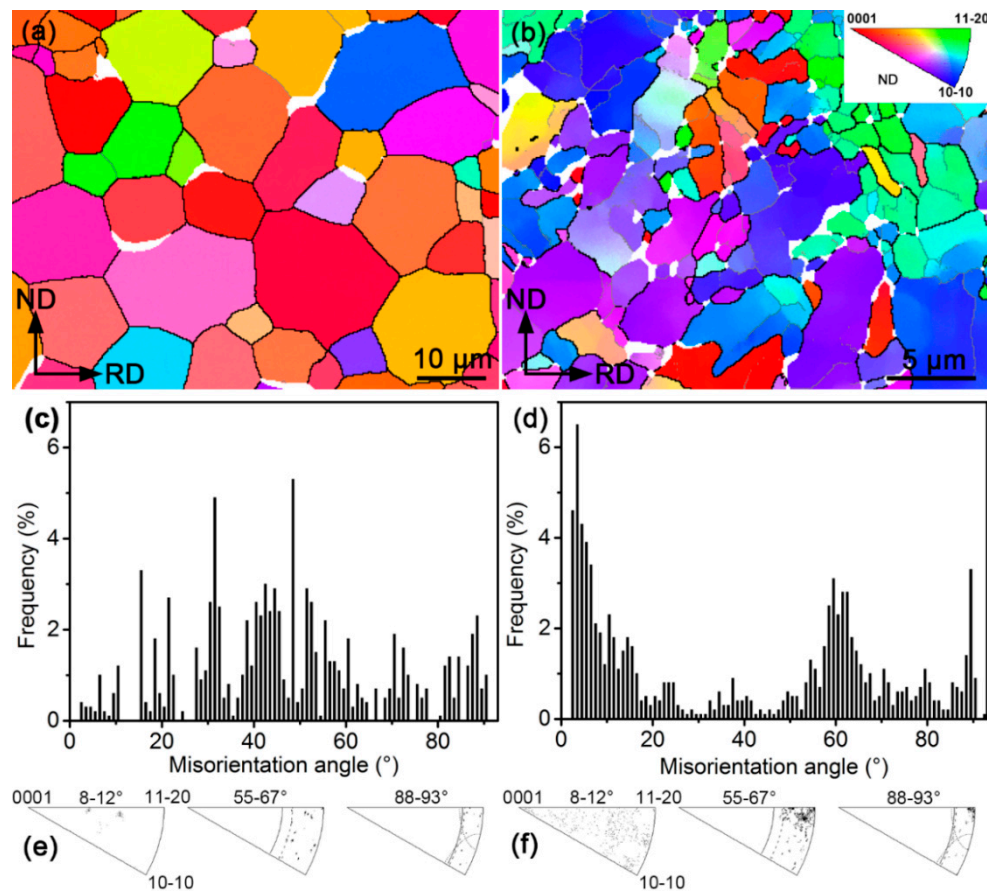 (a)
ND
RD
10 μm
(b)
0001
11-20
ND
10-10
ND
RD
5 μm
(c)
6
4
2
0
Frequency (%)
0
20
40
60
80
Misorientation angle (°)
(d)
6
4
2
0
Frequency (%)
0
20
40
60
80
Misorientation angle (°)
0001
8-12°
11-20
55-67°
88-93°
(e)
10-10
0001
8-12°
11-20
55-67°
88-93°
(f)
10-10